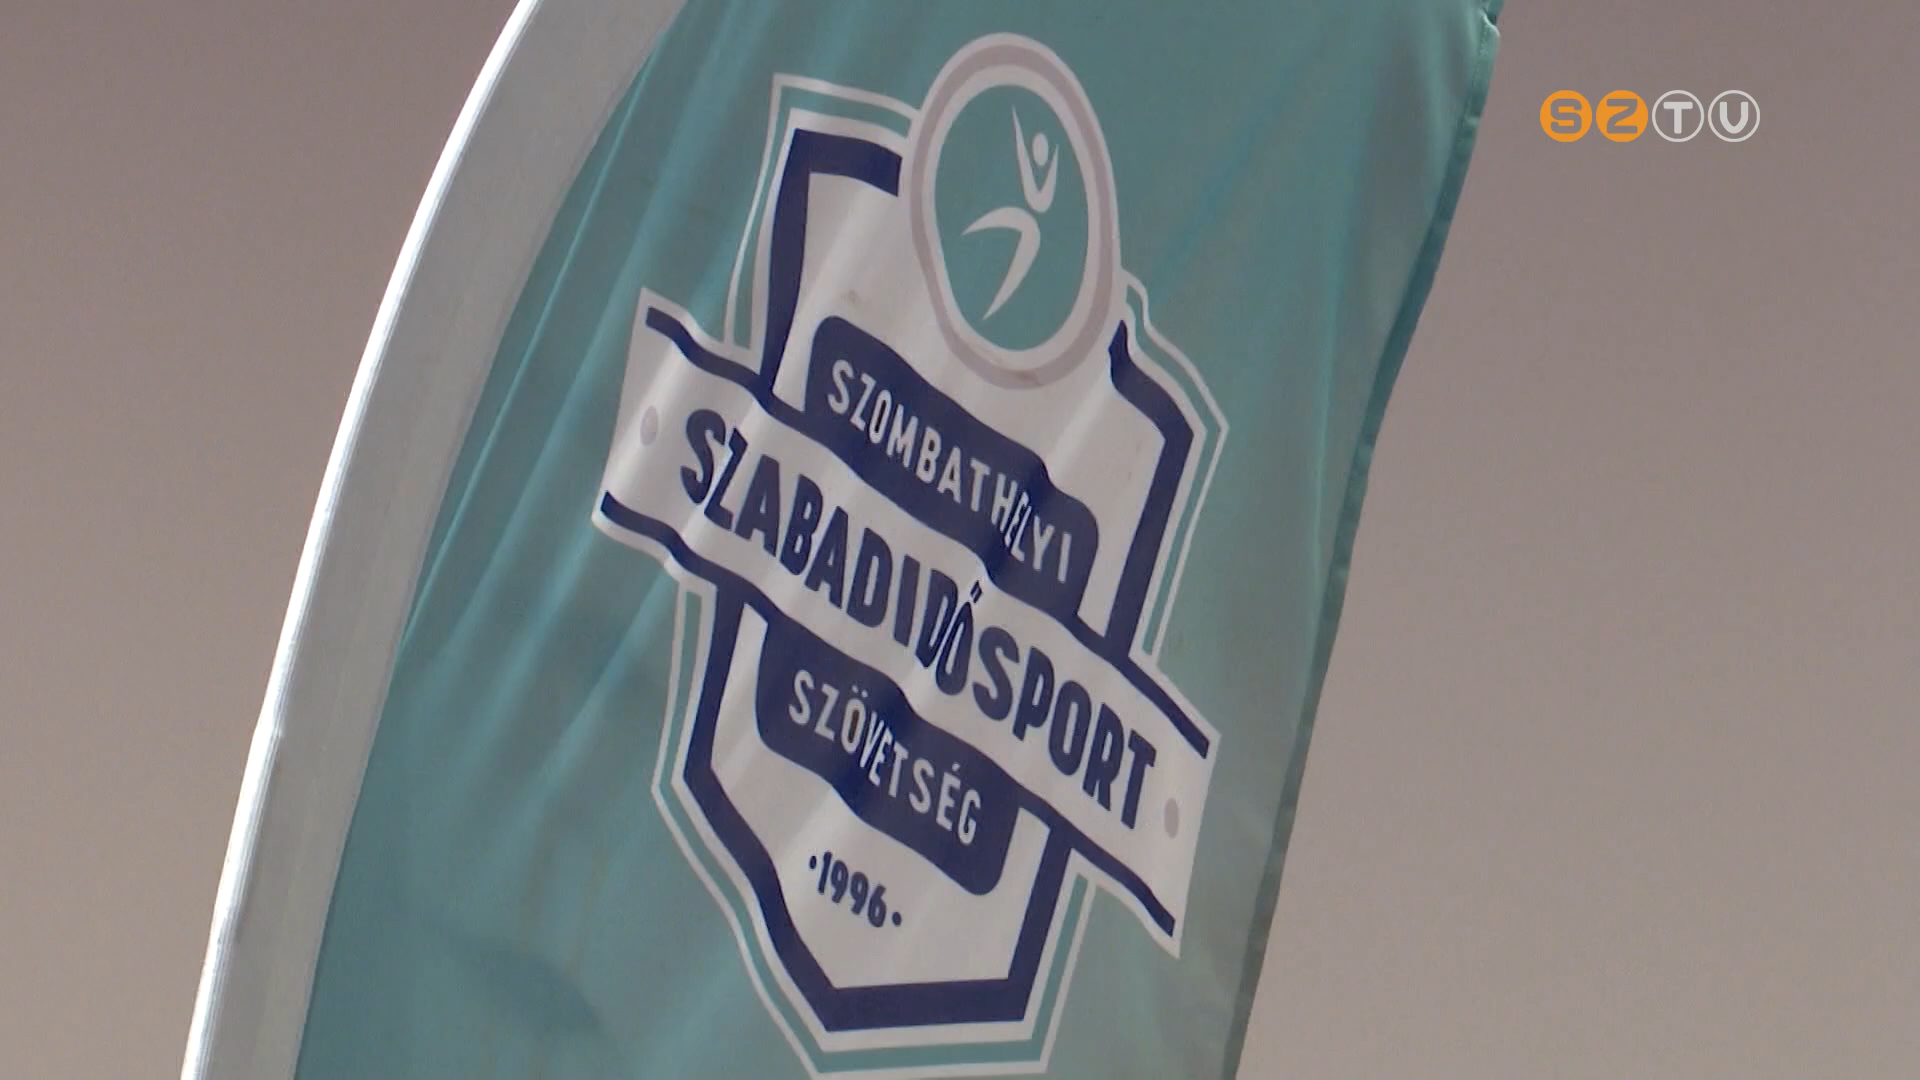 SZTV
SZOMBATHELYI
SZABADIDŐSPORT
SZÖVETSÉG
·1996·